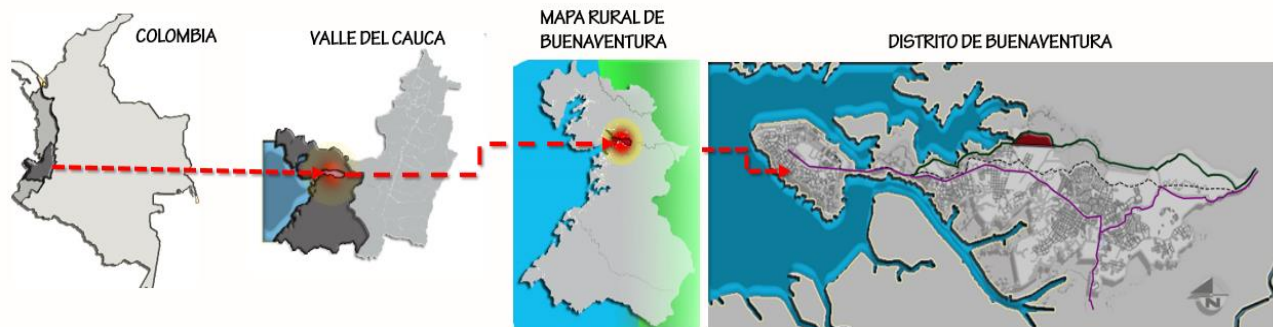 COLOMBIA
VALLE DEL CAUCA
MAPA RURAL DE
BUENAVENTURA
DISTRITO DE BUENAVENTURA
N